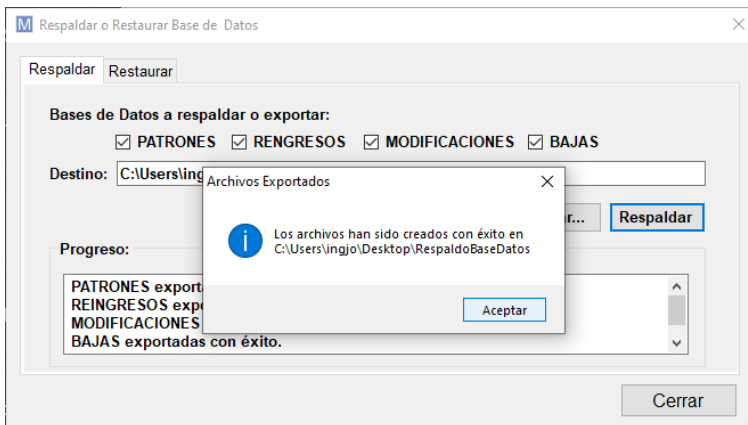 M Respaldar o Restaurar Base de Datos
Respaldar Restaurar
Bases de Datos a respaldar o exportar:
PATRONES RENGRESOS MODIFICACIONES BAJAS
Destino: C:\Users\ing
Archivos Exportados
Los archivos han sido creados con éxito en
C:\Users\ingjo\Desktop\RespaldoBaseDatos
Aceptar
r... Respaldar
Progreso:
PATRONES export
REINGRESOS expo
MODIFICACIONES
BAJAS exportadas con éxito.
Cerrar